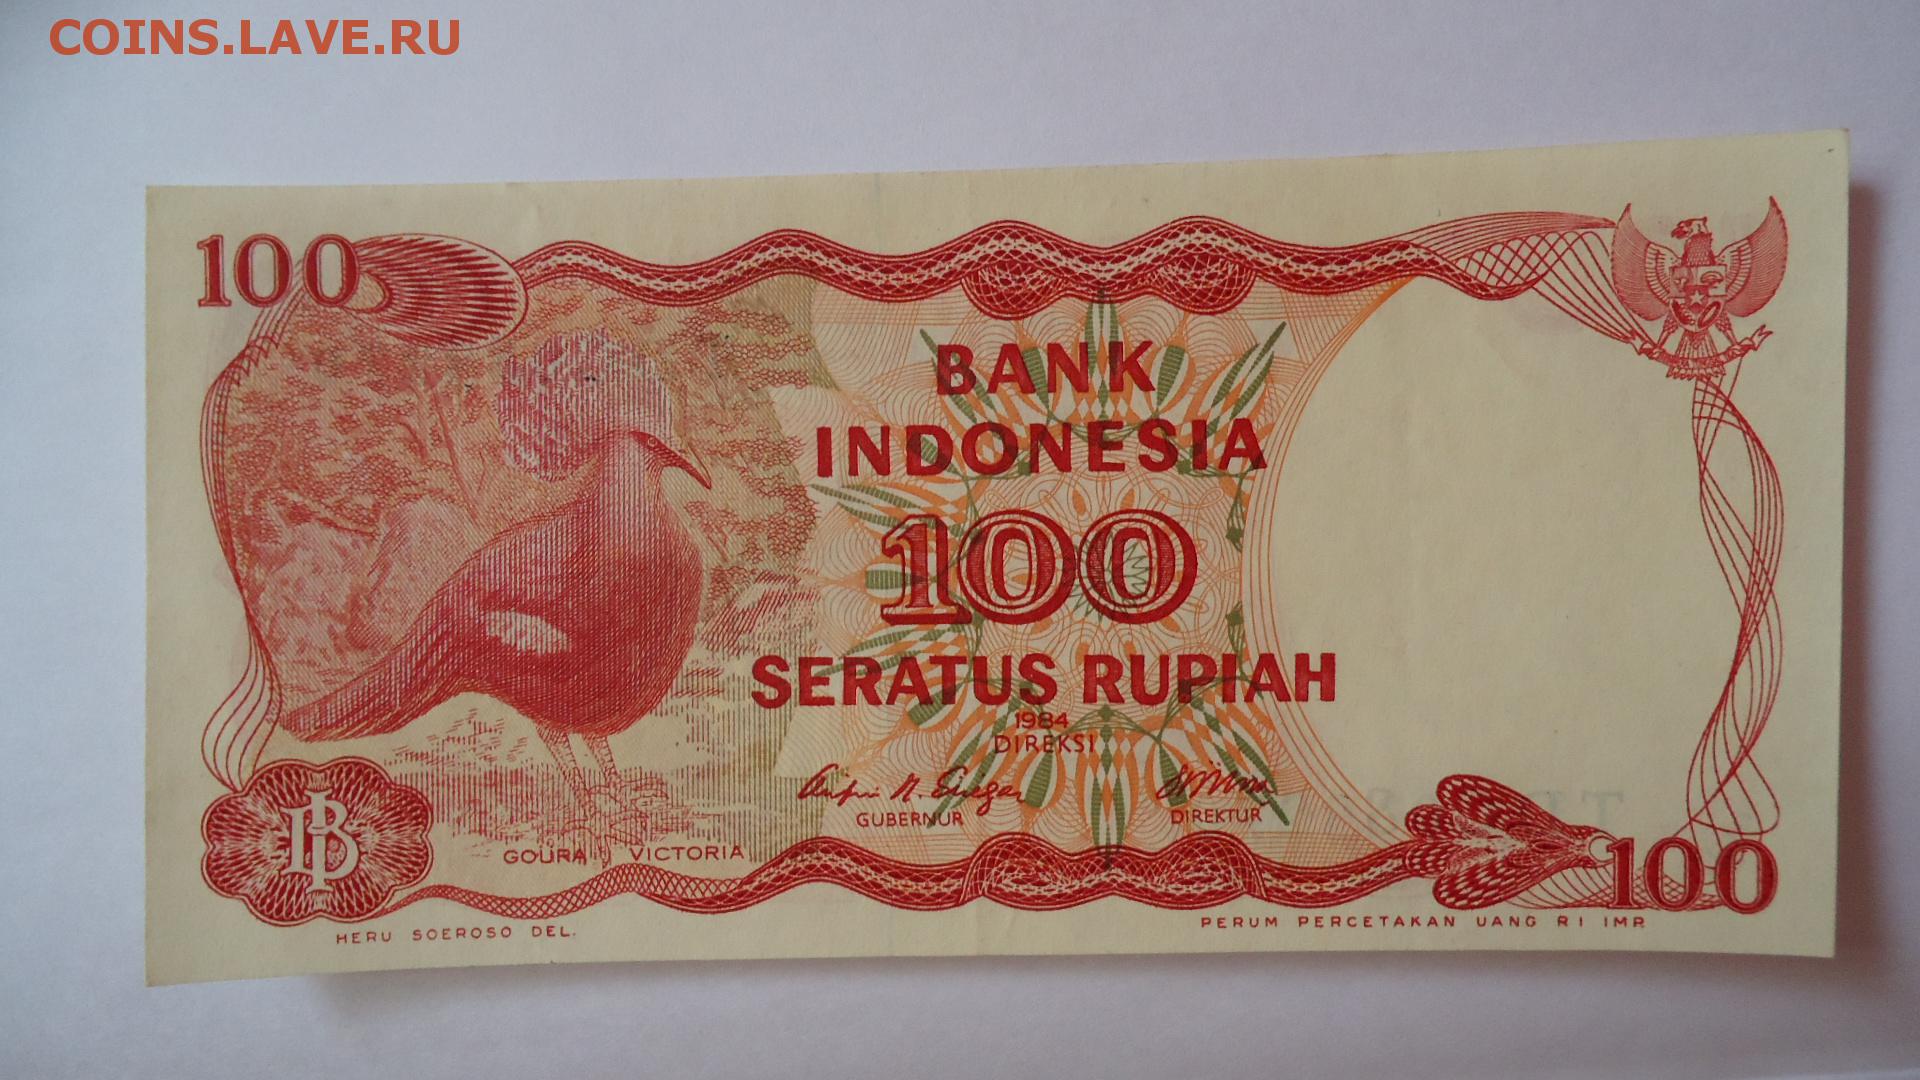 COINS.LAVE.RU
100
BANK
INDONESIA
100
SERATUS RUPIAH
1984
DIREKSI
GUBERNUR DIREKTUR
GOURA VICTORIA
100
HERU SOEROSO DEL.
PERUM PERCETAKAN UANG RI IMP.